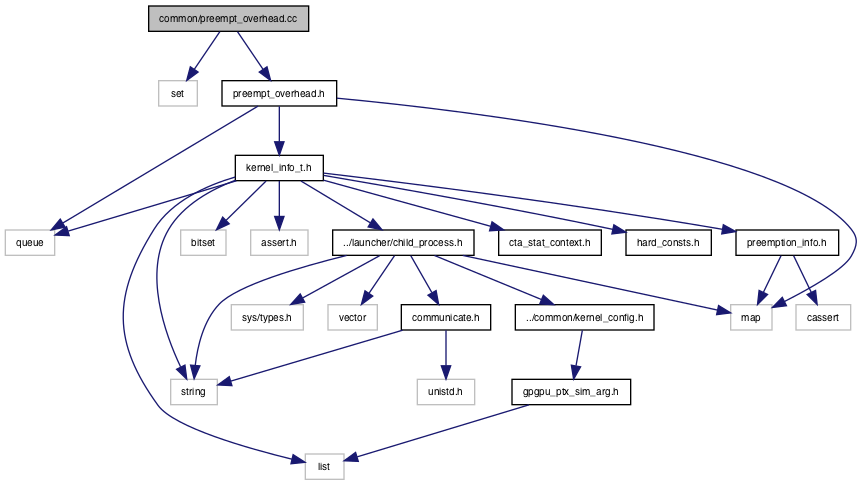 common/preempt_overhead.cc
set
preempt_overhead.h
kernel_info_t.h
queue
bitset
assert.h
../launcher/child_process.h
cta_stat_context.h
hard_consts.h
preemption_info.h
sys/types.h
vector
communicate.h
../common/kernel_config.h
map
cassert
string
unistd.h
gpgpu_ptx_sim_arg.h
list